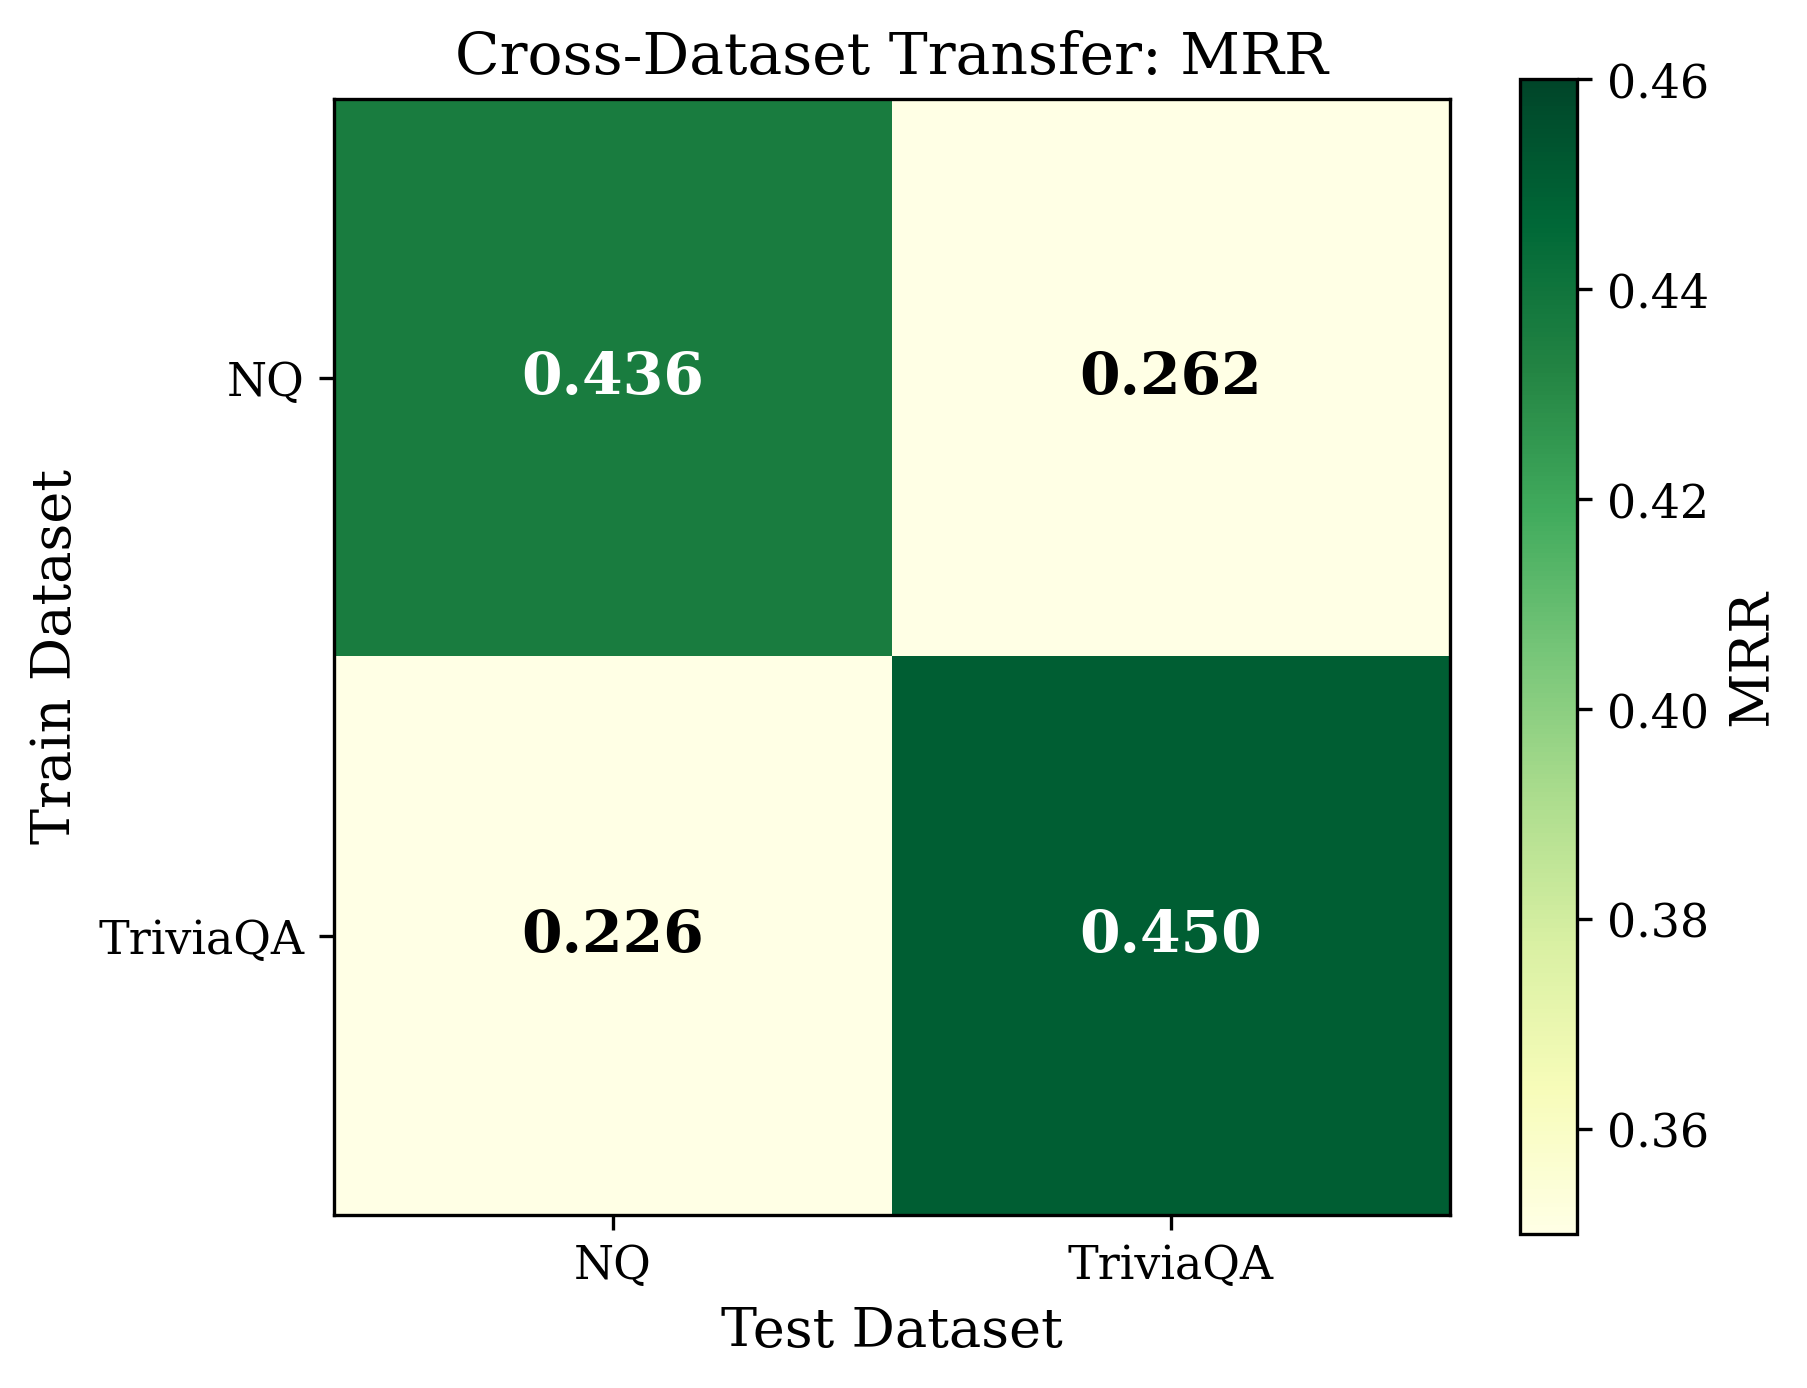 Cross-Dataset Transfer: MRR
Train Dataset
NQ
TriviaQA
0.436
0.262
0.226
0.450
NQ
TriviaQA
Test Dataset
0.46
0.44
0.42
0.40
0.38
0.36
MRR